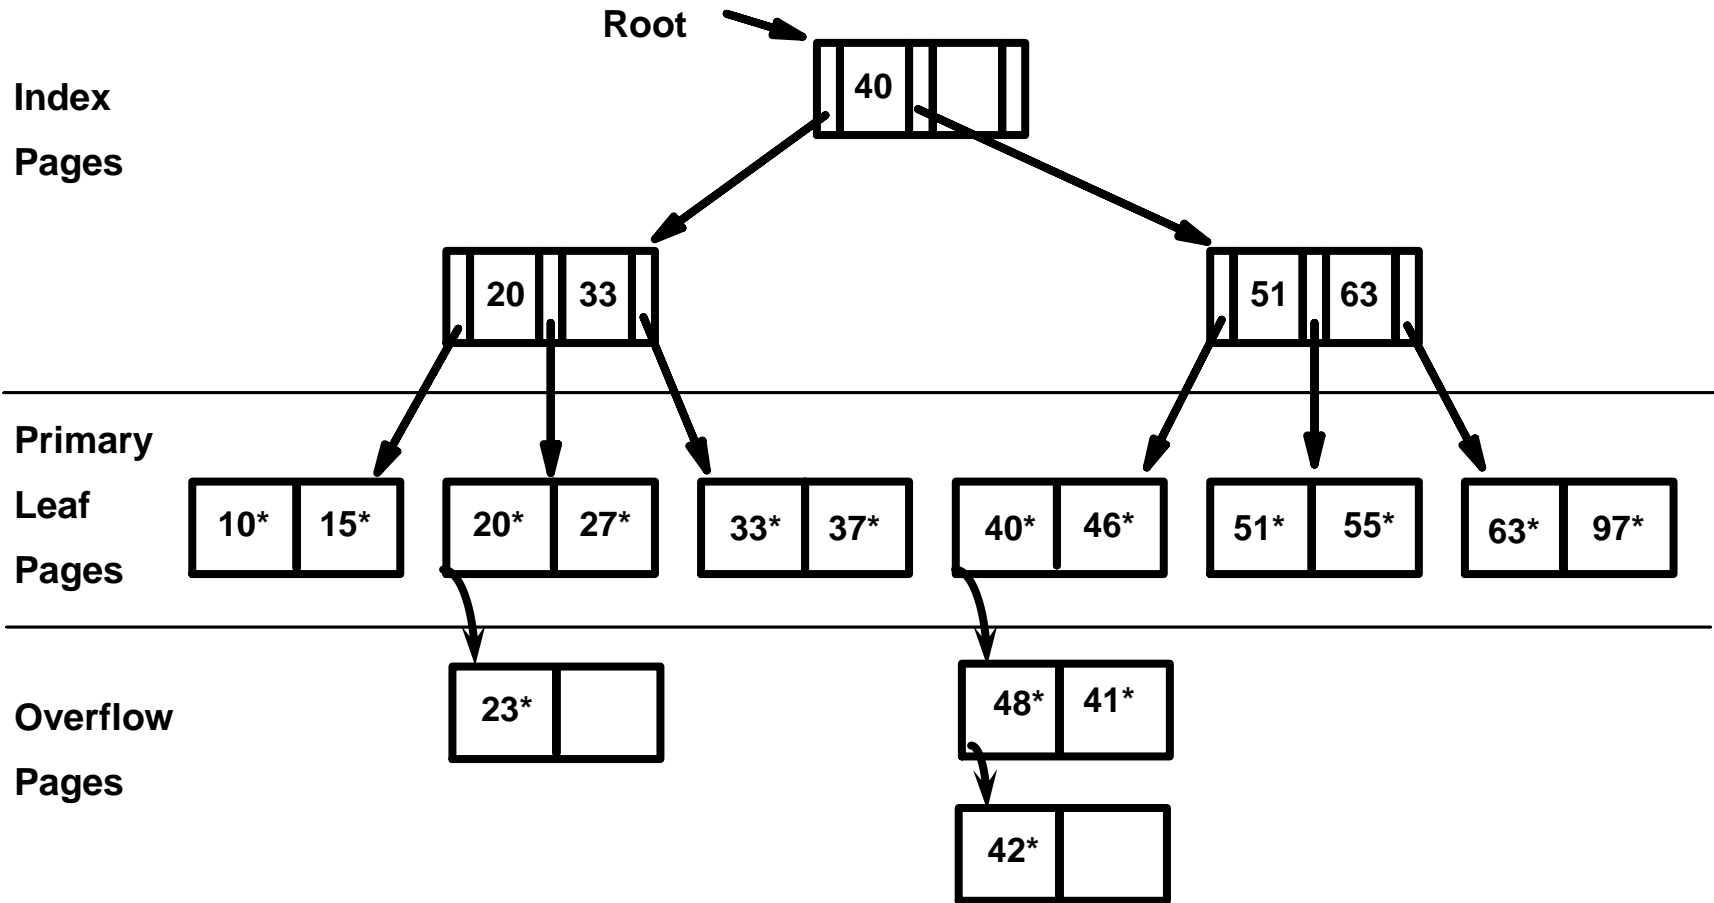 Root
Index
Pages
40
20 33
51 63
Primary
Leaf
Pages
10* 15*
20* 27*
33* 37*
40* 46*
51* 55*
63* 97*
Overflow
Pages
23*
48* 41*
42*